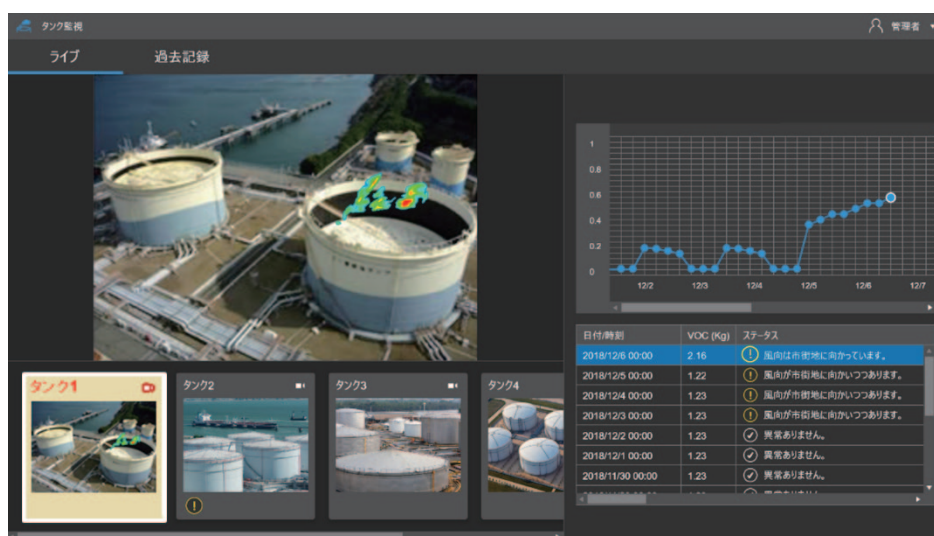 タンク監視
管理者
ライブ
過去記録
1
0.8
0.6
0.4
0.2
0
12/2 12/3 12/4 12/5 12/6 12/7
日付/時刻 VOC (Kg) ステータス
2018/12/6 00:00 2.16 風向は市街地に向かっています。
2018/12/5 00:00 1.22 風向が市街地に向かいつつあります。
2018/12/4 00:00 1.23 風向が市街地に向かいつつあります。
2018/12/3 00:00 1.23 風向が市街地に向かいつつあります。
2018/12/2 00:00 1.23 異常ありません。
2018/12/1 00:00 1.23 異常ありません。
2018/11/30 00:00 1.23 異常ありません。
タンク1
タンク2
タンク3
タンク4